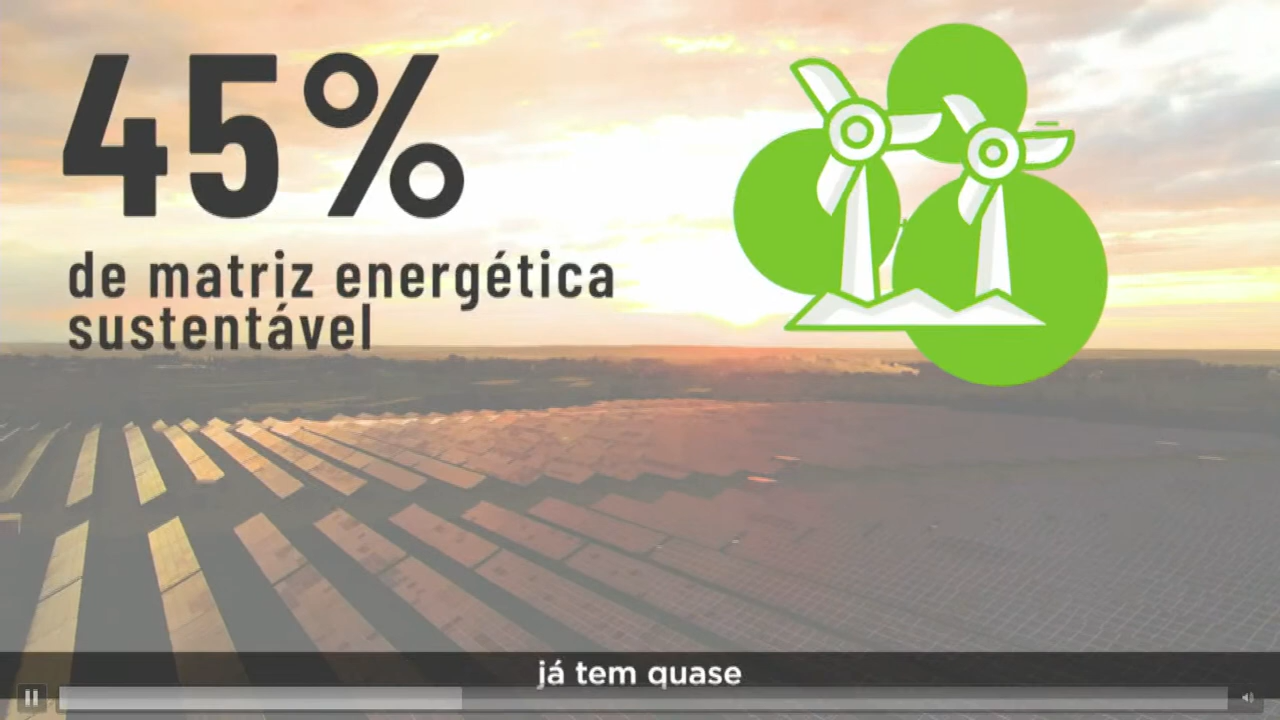 45%
de matriz energética
sustentável
já tem quase